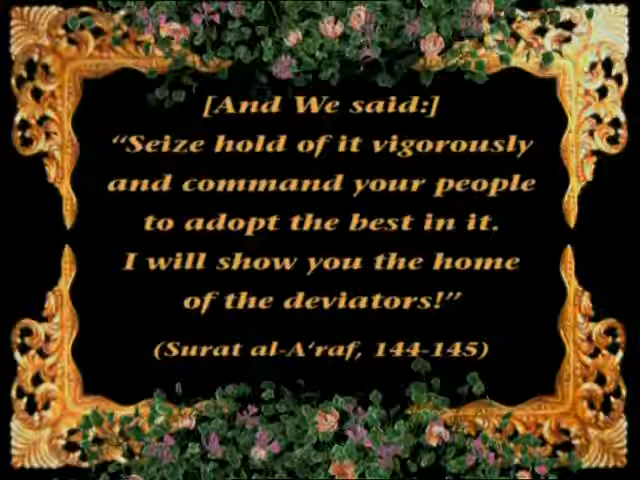 [And We said:]
“Seize hold of it vigorously
and command your people
to adopt the best in it.
I will show you the home
of the deviators!”
(Surat al-A‘raf, 144-145)